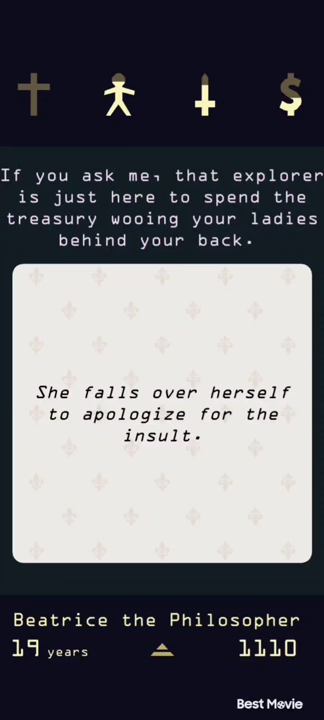 If you ask me, that explorer
is just here to spend the
treasury wooing your ladies
behind your back.
She falls over herself
to apologize for the
insult.
Beatrice the Philosopher
19 years
1110
Best Movie